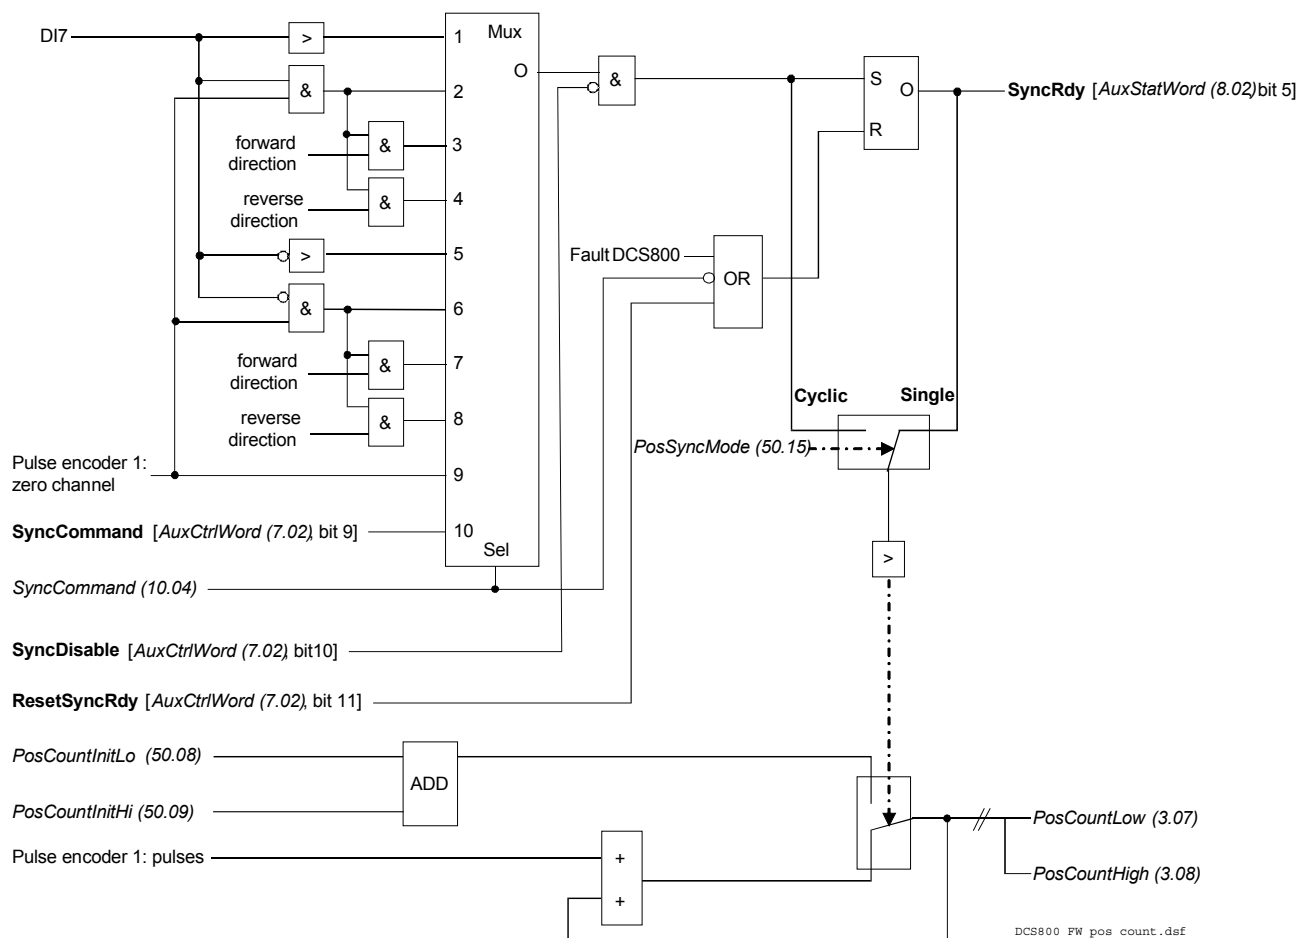 DI7
>
1
Mux
O
&
2
&
S
O
SyncRdy [AuxStatWord (8.02) bit 5]
R
forward
direction
&
3
reverse
direction
&
4
>
5
Fault DCS800
OR
&
6
forward
direction
&
7
reverse
direction
&
8
Cyclic
Single
PosSyncMode (50.15)
Pulse encoder 1:
zero channel
9
SyncCommand [AuxCtrlWord (7.02), bit 9]
10
Sel
>
SyncCommand (10.04)
SyncDisable [AuxCtrlWord (7.02), bit10]
ResetSyncRdy [AuxCtrlWord (7.02), bit 11]
PosCountInitLo (50.08)
ADD
PosCountInitHi (50.09)
PosCountLow (3.07)
Pulse encoder 1: pulses
+
+
PosCountHigh (3.08)
DCS800 FW pos count.dsf